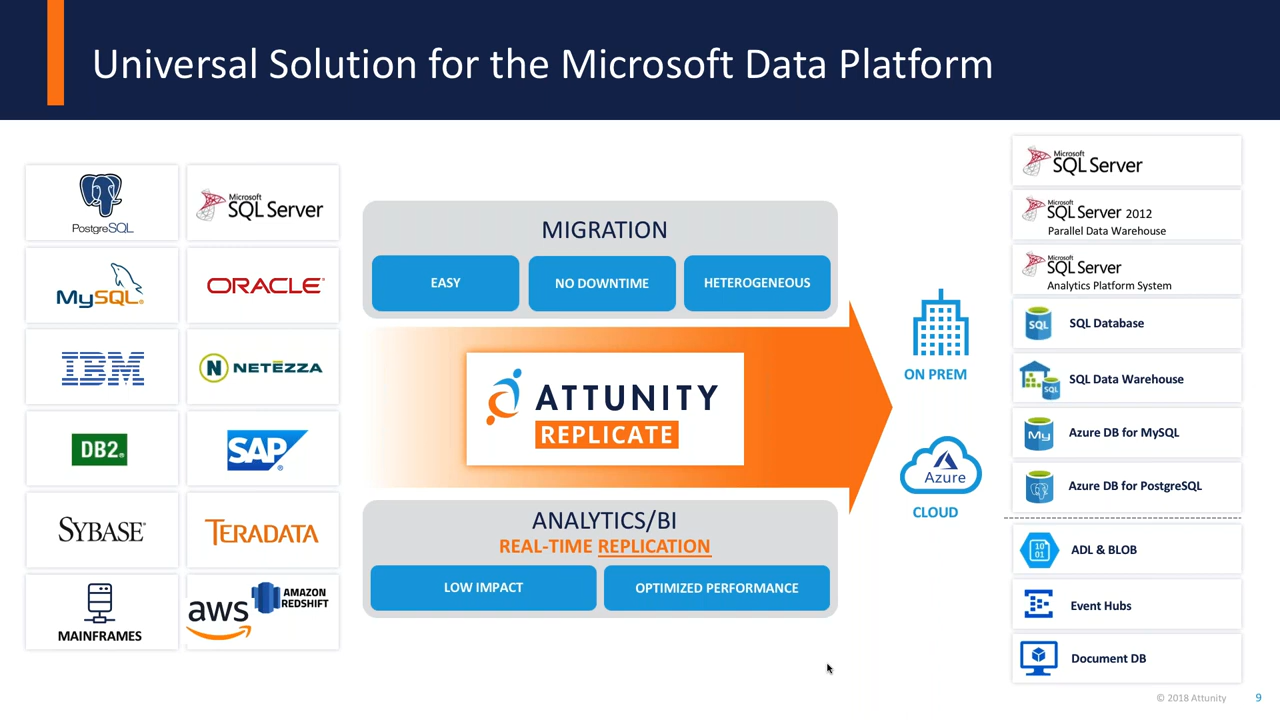 Universal Solution for the Microsoft Data Platform
PostgreSQL
Microsoft
SQL Server
MySQL®
ORACLE®
IBM
N NETEZZA
DB2.
SAP®
SYBASE®
TERADATA
MAINFRAMES
aws
AMAZON
REDSHIFT
MIGRATION
EASY
NO DOWNTIME
HETEROGENEOUS
ATTUNITY
REPLICATE
ANALYTICS/BI
REAL-TIME REPLICATION
LOW IMPACT
OPTIMIZED PERFORMANCE
ON PREM
Azure
CLOUD
Microsoft
SQL Server
Microsoft
SQL Server 2012
Parallel Data Warehouse
Microsoft
SQL Server
Analytics Platform System
SQL
SQL Database
SQL
SQL Data Warehouse
My
Azure DB for MySQL
Azure DB for PostgreSQL
10
01
ADL & BLOB
Event Hubs
Document DB
© 2018 Attunity
9